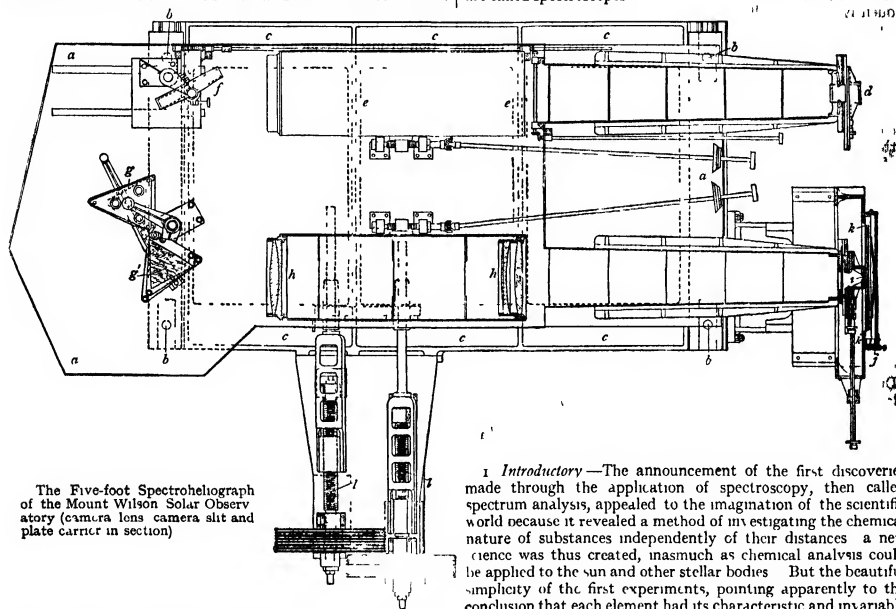 are called spectroscopes
b c c c
a b
f e e d
a
g
g'
h h k
i
a b c c c b k j
l l
The Five-foot Spectroheliograph
of the Mount Wilson Solar Observ
atory (camera lens camera slit and
plate carrier in section)
1 Introductory—The announcement of the first discoverie
made through the application of spectroscopy, then calle
spectrum analysis, appealed to the imagination of the scientifi
world because it revealed a method of investigating the chemica
nature of substances independently of their distances a nev
cience was thus created, inasmuch as chemical analysis coul
be applied to the sun and other stellar bodies But the beautifu
simplicity of the first experiments, pointing apparently to th
conclusion that each element had its characteristic and invariabl